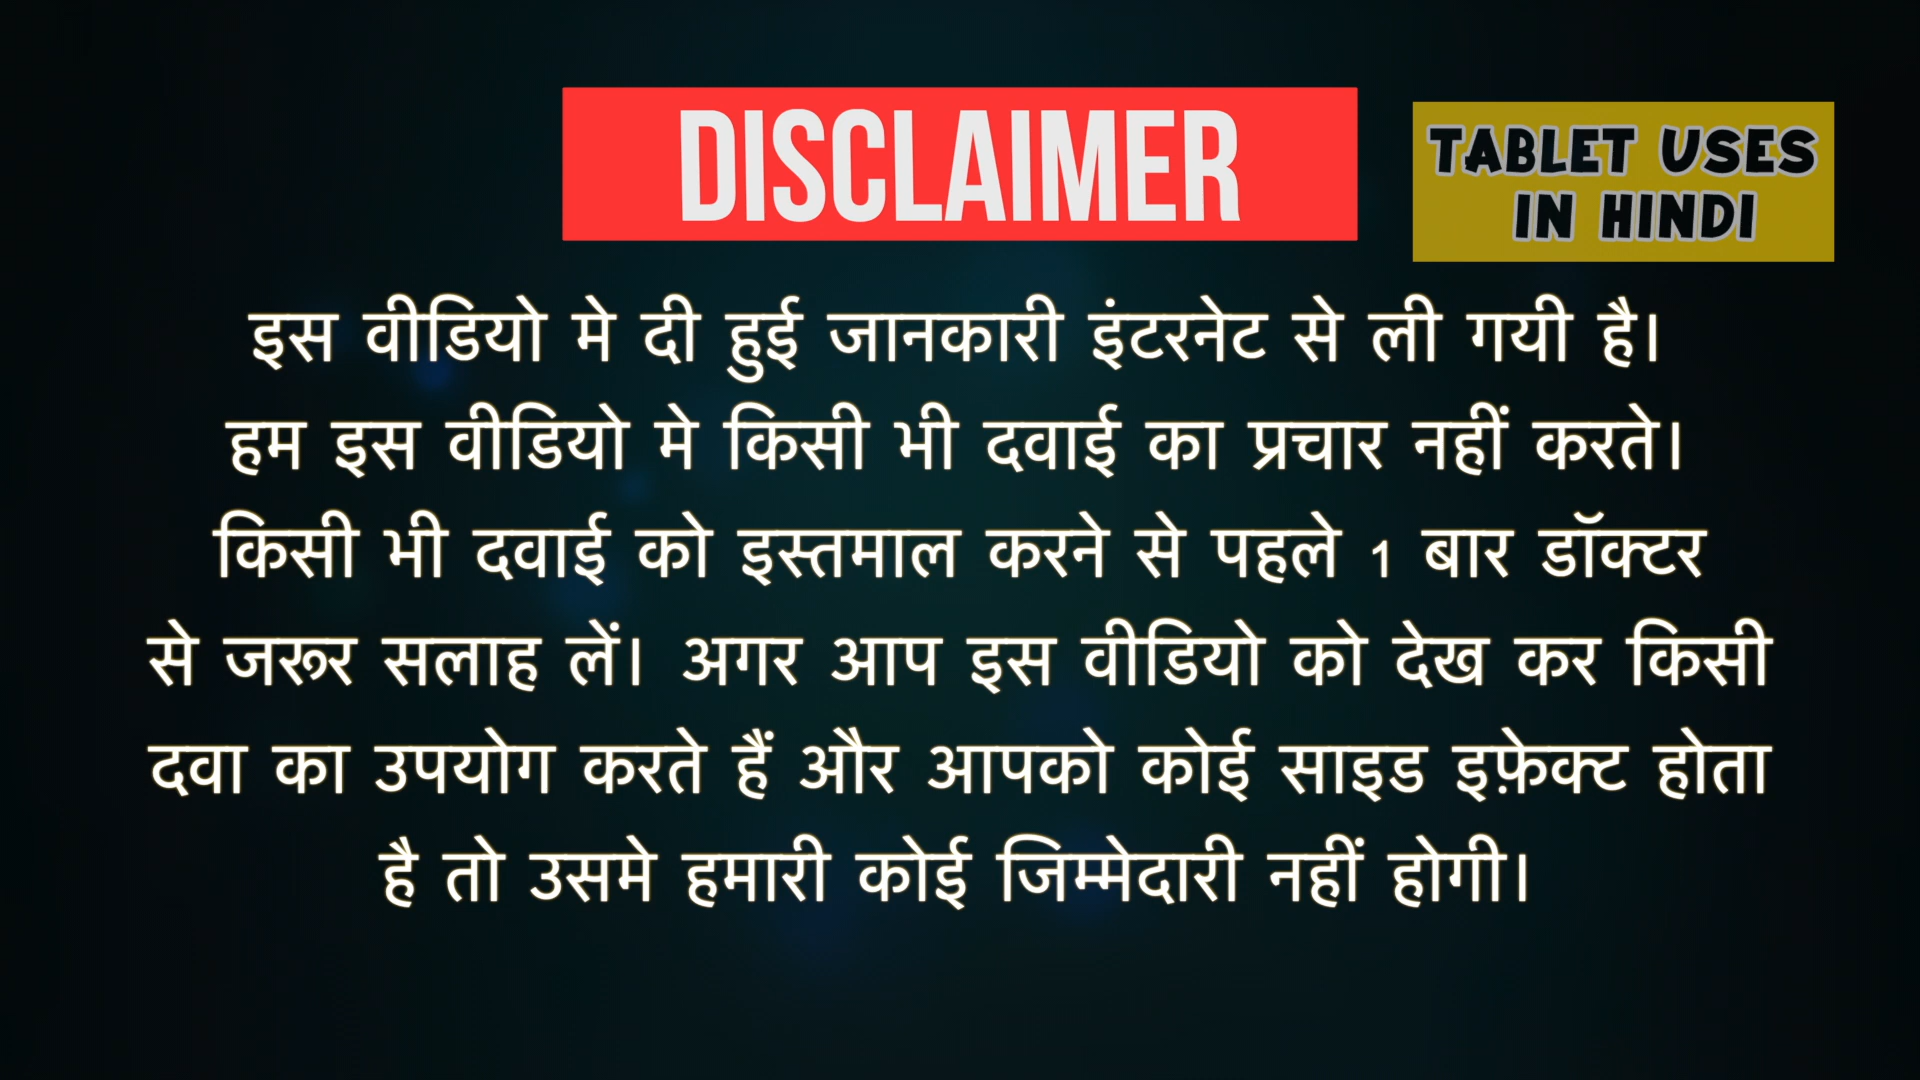 DISCLAIMER
TABLET USES
IN HINDI
इस वीडियो मे दी हुई जानकारी इंटरनेट से ली गयी है।
हम इस वीडियो मे किसी भी दवाई का प्रचार नहीं करते।
किसी भी दवाई को इस्तमाल करने से पहले 1 बार डॉक्टर
से जरूर सलाह लें। अगर आप इस वीडियो को देख कर किसी
दवा का उपयोग करते हैं और आपको कोई साइड इफ़ेक्ट होता
है तो उसमे हमारी कोई जिम्मेदारी नहीं होगी।